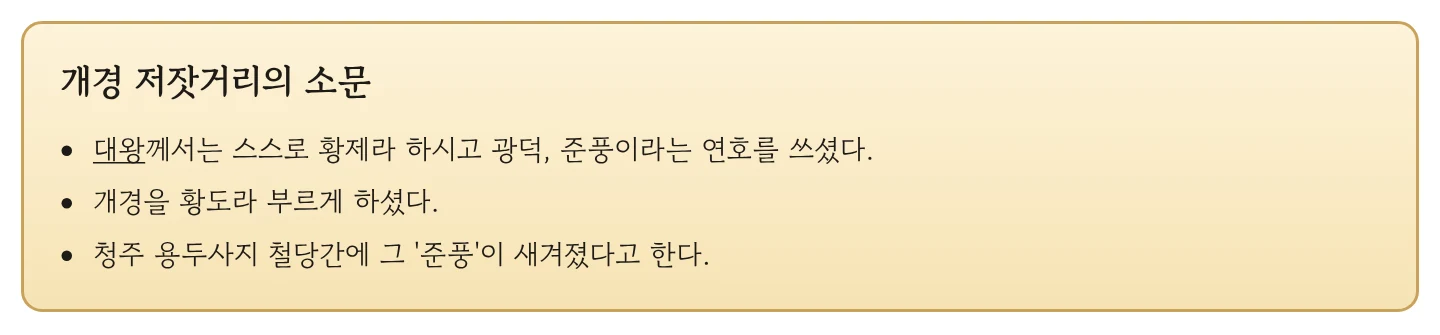 개경 저잣거리의 소문
• 대왕께서는 스스로 황제라 하시고 광덕, 준풍이라는 연호를 쓰셨다.
• 개경을 황도라 부르게 하셨다.
• 청주 용두사지 철당간에 그 '준풍'이 새겨졌다고 한다.